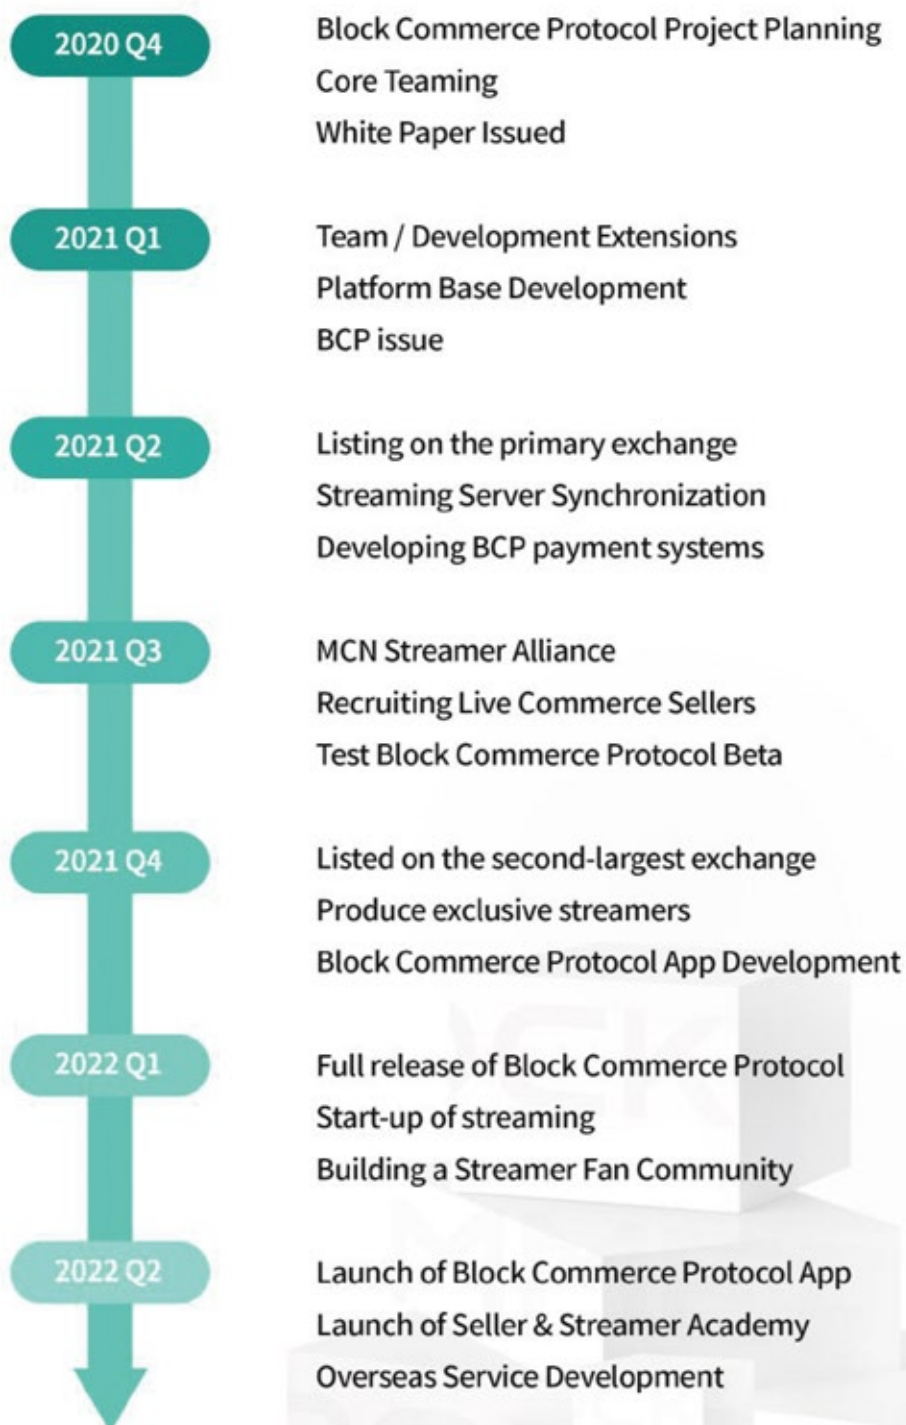 2020 Q4
Block Commerce Protocol Project Planning
Core Teaming
White Paper Issued
2021 Q1
Team / Development Extensions
Platform Base Development
BCP issue
2021 Q2
Listing on the primary exchange
Streaming Server Synchronization
Developing BCP payment systems
2021 Q3
MCN Streamer Alliance
Recruiting Live Commerce Sellers
Test Block Commerce Protocol Beta
2021 Q4
Listed on the second-largest exchange
Produce exclusive streamers
Block Commerce Protocol App Development
2022 Q1
Full release of Block Commerce Protocol
Start-up of streaming
Building a Streamer Fan Community
2022 Q2
Launch of Block Commerce Protocol App
Launch of Seller & Streamer Academy
Overseas Service Development